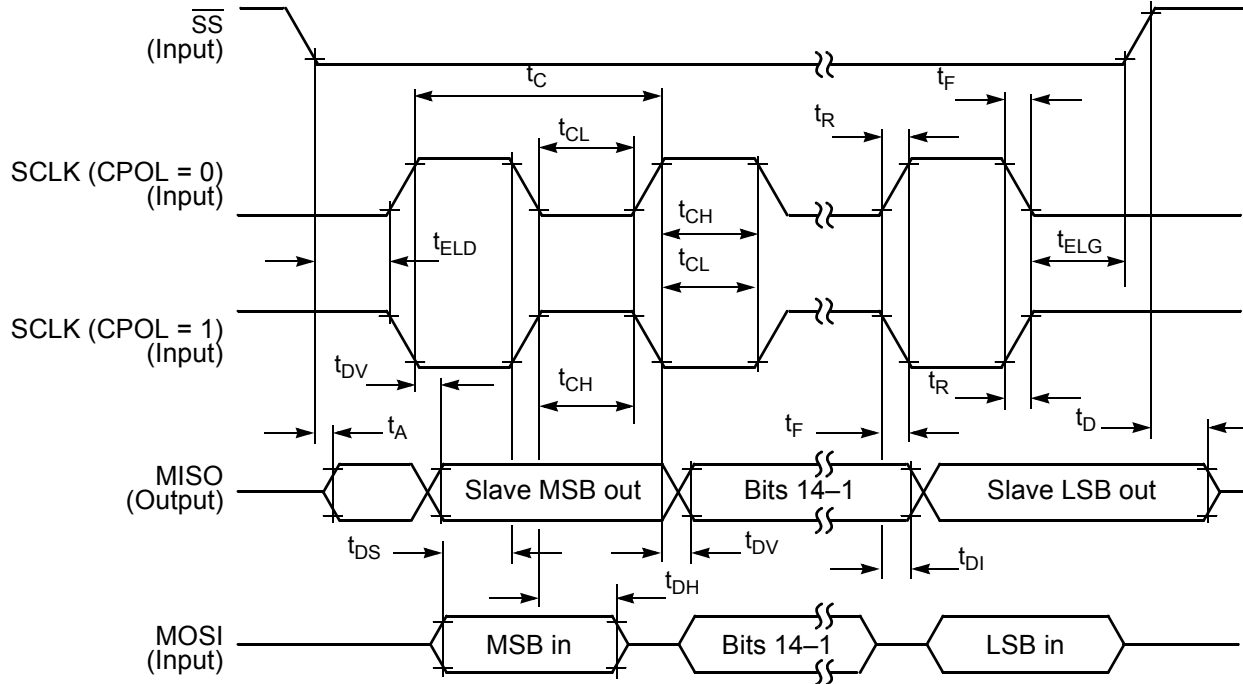 SS
(Input)
tC
tF
tR
tCL
SCLK (CPOL = 0)
(Input)
tCH
tELD
tELG
tCL
SCLK (CPOL = 1)
(Input)
tDV
tCH
tR
tA
tF
tD
MISO
(Output)
Slave MSB out
Bits 14–1
Slave LSB out
tDS
tDV
tDI
tDH
MOSI
(Input)
MSB in
Bits 14–1
LSB in